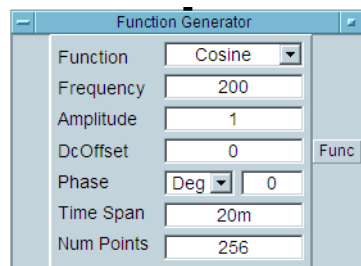 Function Generator
Function Cosine
Frequency 200
Amplitude 1
DcOffset 0 Func
Phase Deg 0
Time Span 20m
Num Points 256